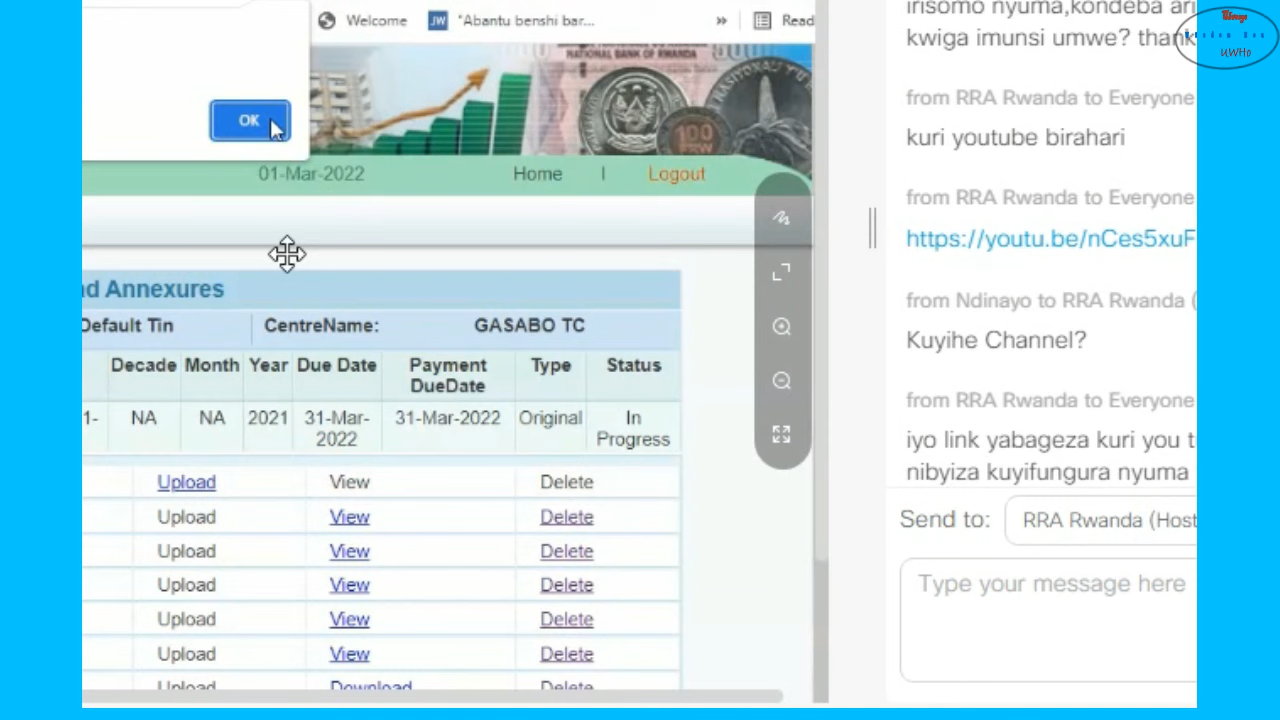 Welcome
"Abantu benshi bar...
»
Read
NATIONAL BANK OF RWANDA
OK
100
01-Mar-2022 Home | Logout
nd Annexures
Default Tin CentreName: GASABO TC
Decade Month Year Due Date Payment DueDate Type Status
1- NA NA 2021 31-Mar-2022 31-Mar-2022 Original In Progress
Upload View Delete
Upload View Delete
Upload View Delete
Upload View Delete
Upload View Delete
Upload View Delete
Upload Download Delete
irisomo nyuma,kondeba ari
kwiga imunsi umwe? thank
from RRA Rwanda to Everyone
kuri youtube birahari
from RRA Rwanda to Everyone
https://youtu.be/nCes5xuF
from Ndinayo to RRA Rwanda (
Kuyihe Channel?
from RRA Rwanda to Everyone
iyo link yabageza kuri you t
nibyiza kuyifungura nyuma
Send to: RRA Rwanda (Host
Type your message here
UWHo